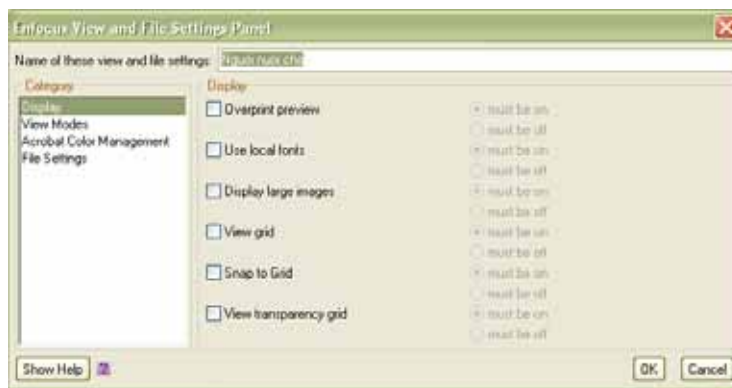 Enfocus View and File Settings Panel
Name of these view and file settings:
Category
Display
View Modes
Acrobat Color Management
File Settings
Display
Overprint preview
must be on
must be off
Use local fonts
must be on
must be off
Display large images
must be on
must be off
View grid
must be on
must be off
Snap to Grid
must be on
must be off
View transparency grid
must be on
must be off
Show Help
OK
Cancel